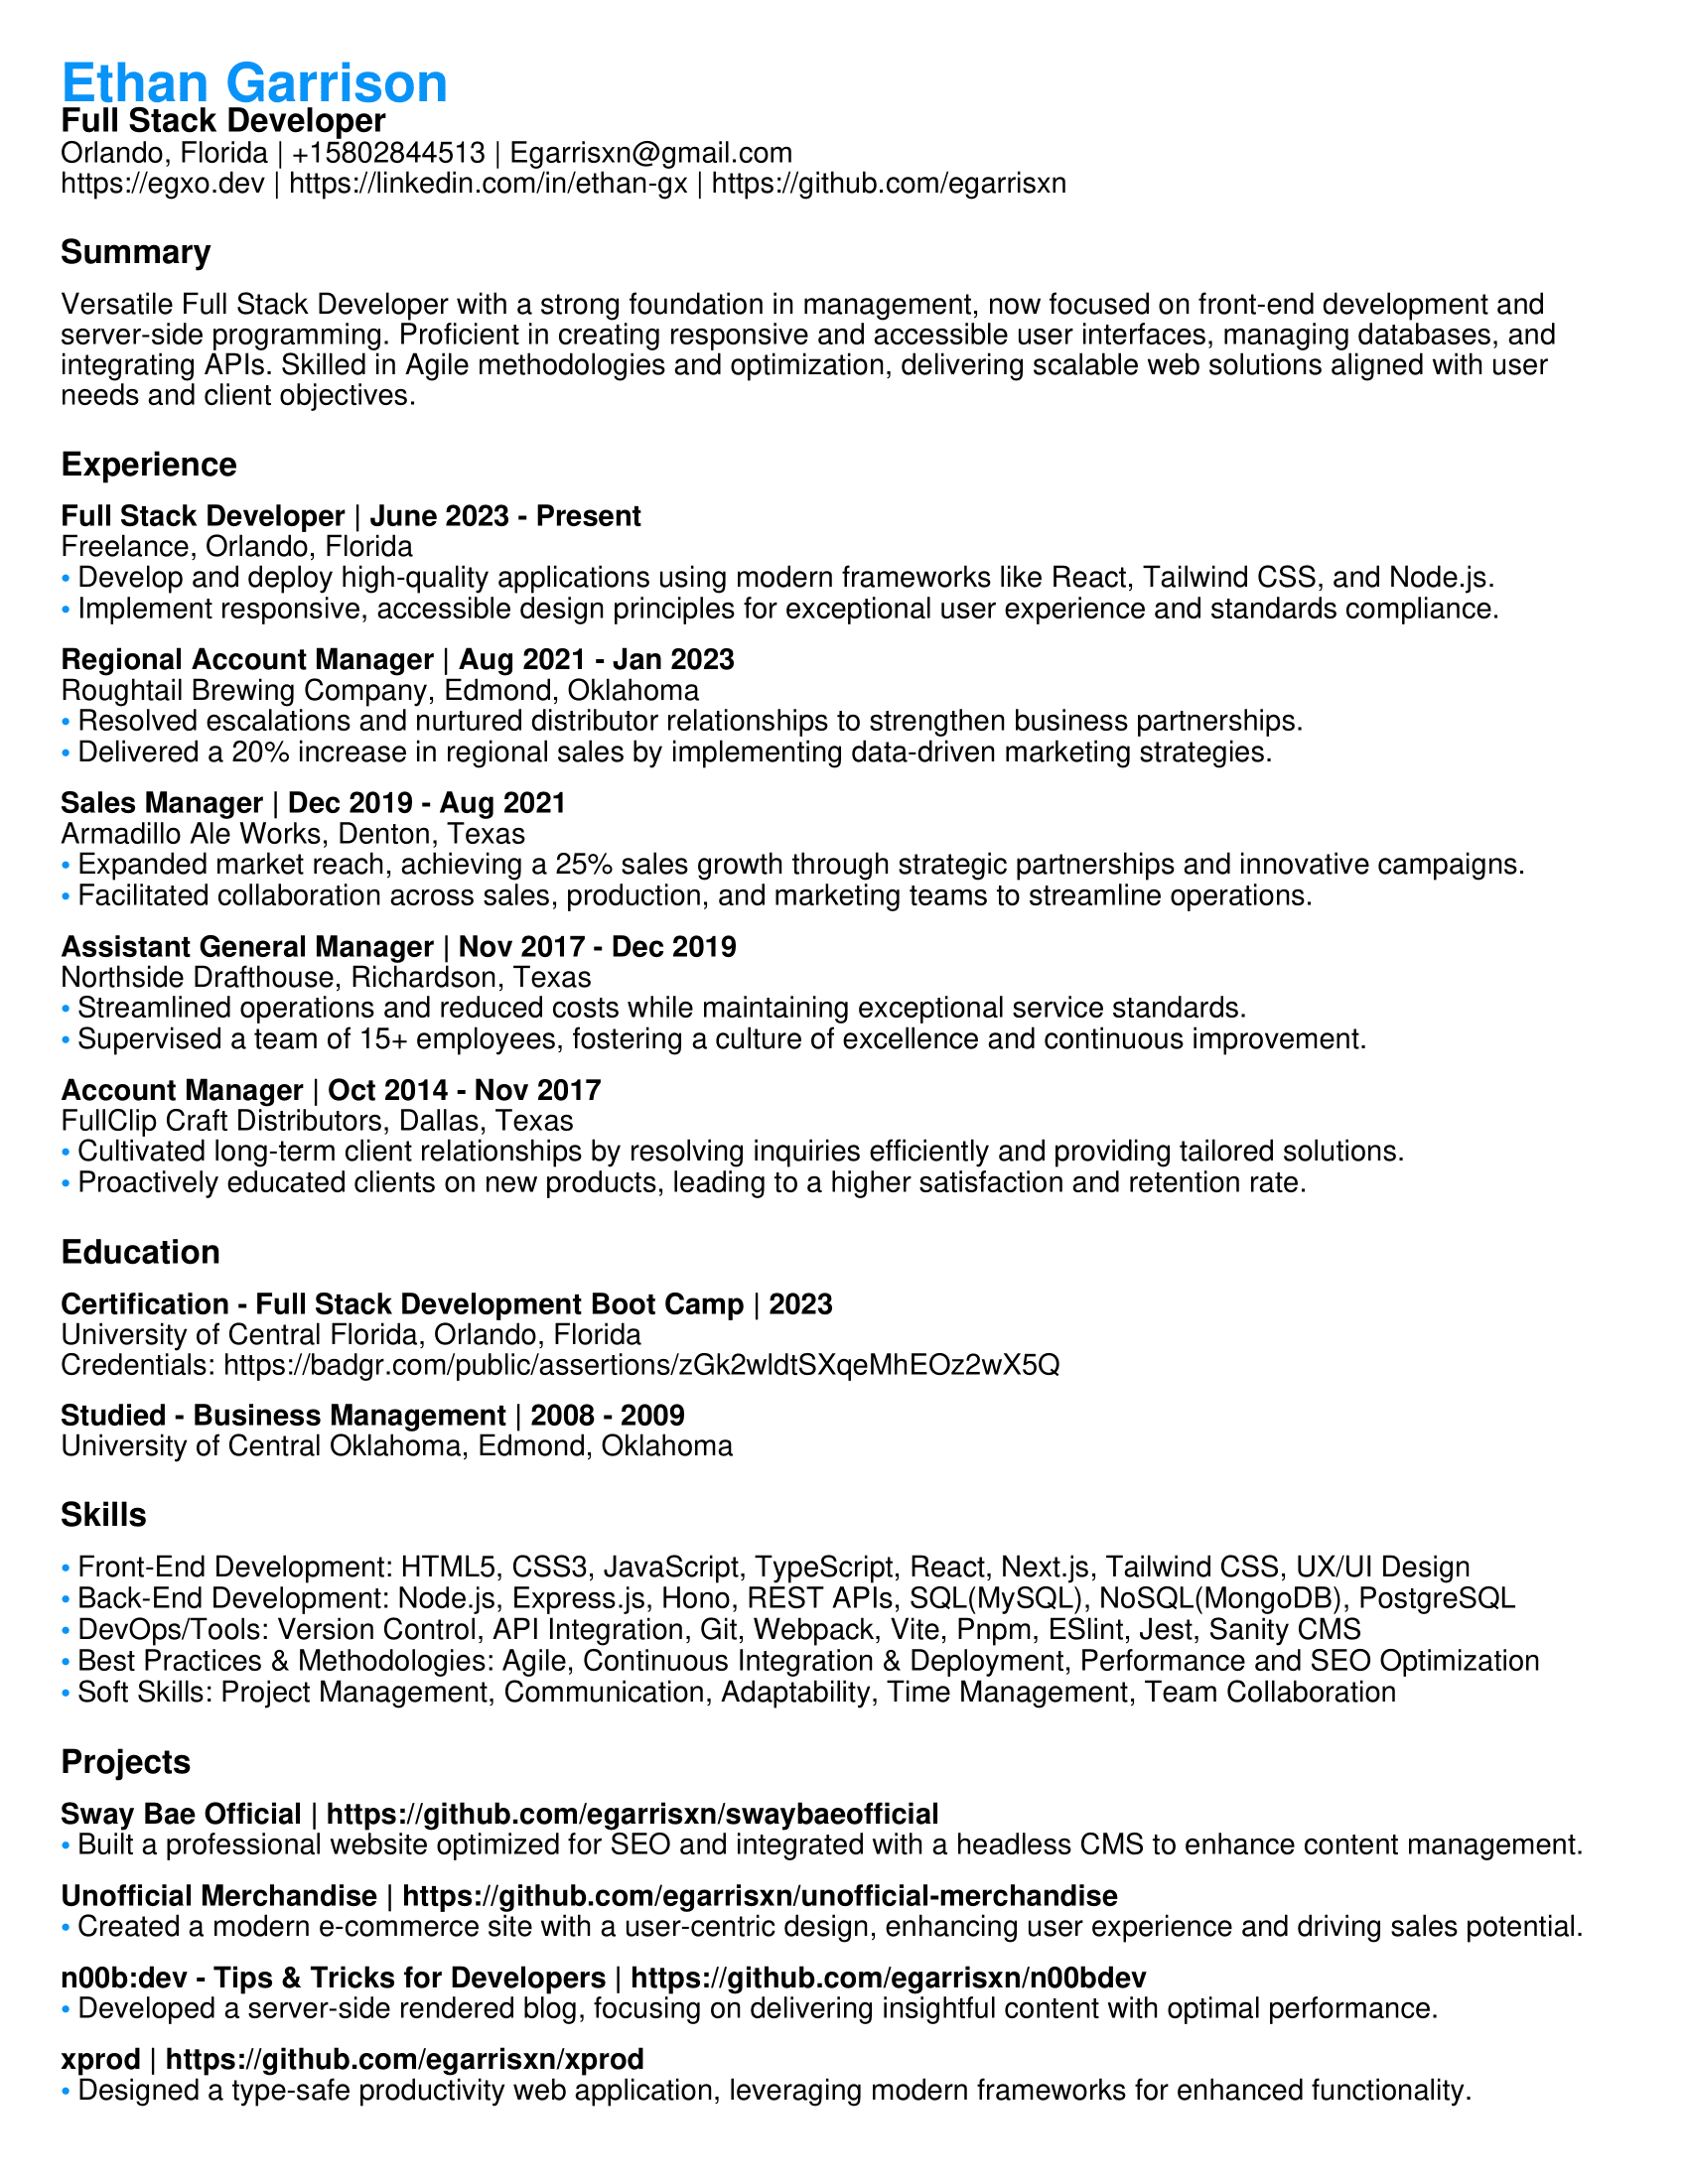 Ethan Garrison
Full Stack Developer
Orlando, Florida | +15802844513 | Egarrisxn@gmail.com
https://egxo.dev | https://linkedin.com/in/ethan-gx | https://github.com/egarrisxn
Summary
Versatile Full Stack Developer with a strong foundation in management, now focused on front-end development and
server-side programming. Proficient in creating responsive and accessible user interfaces, managing databases, and
integrating APIs. Skilled in Agile methodologies and optimization, delivering scalable web solutions aligned with user
needs and client objectives.
Experience
Full Stack Developer | June 2023 - Present
Freelance, Orlando, Florida
• Develop and deploy high-quality applications using modern frameworks like React, Tailwind CSS, and Node.js.
• Implement responsive, accessible design principles for exceptional user experience and standards compliance.
Regional Account Manager | Aug 2021 - Jan 2023
Roughtail Brewing Company, Edmond, Oklahoma
• Resolved escalations and nurtured distributor relationships to strengthen business partnerships.
• Delivered a 20% increase in regional sales by implementing data-driven marketing strategies.
Sales Manager | Dec 2019 - Aug 2021
Armadillo Ale Works, Denton, Texas
• Expanded market reach, achieving a 25% sales growth through strategic partnerships and innovative campaigns.
• Facilitated collaboration across sales, production, and marketing teams to streamline operations.
Assistant General Manager | Nov 2017 - Dec 2019
Northside Drafthouse, Richardson, Texas
• Streamlined operations and reduced costs while maintaining exceptional service standards.
• Supervised a team of 15+ employees, fostering a culture of excellence and continuous improvement.
Account Manager | Oct 2014 - Nov 2017
FullClip Craft Distributors, Dallas, Texas
• Cultivated long-term client relationships by resolving inquiries efficiently and providing tailored solutions.
• Proactively educated clients on new products, leading to a higher satisfaction and retention rate.
Education
Certification - Full Stack Development Boot Camp | 2023
University of Central Florida, Orlando, Florida
Credentials: https://badgr.com/public/assertions/zGk2wldtSXqeMhEOz2wX5Q
Studied - Business Management | 2008 - 2009
University of Central Oklahoma, Edmond, Oklahoma
Skills
• Front-End Development: HTML5, CSS3, JavaScript, TypeScript, React, Next.js, Tailwind CSS, UX/UI Design
• Back-End Development: Node.js, Express.js, Hono, REST APIs, SQL(MySQL), NoSQL(MongoDB), PostgreSQL
• DevOps/Tools: Version Control, API Integration, Git, Webpack, Vite, Pnpm, ESlint, Jest, Sanity CMS
• Best Practices & Methodologies: Agile, Continuous Integration & Deployment, Performance and SEO Optimization
• Soft Skills: Project Management, Communication, Adaptability, Time Management, Team Collaboration
Projects
Sway Bae Official | https://github.com/egarrisxn/swaybaeofficial
• Built a professional website optimized for SEO and integrated with a headless CMS to enhance content management.
Unofficial Merchandise | https://github.com/egarrisxn/unofficial-merchandise
• Created a modern e-commerce site with a user-centric design, enhancing user experience and driving sales potential.
n00b:dev - Tips & Tricks for Developers | https://github.com/egarrisxn/n00bdev
• Developed a server-side rendered blog, focusing on delivering insightful content with optimal performance.
xprod | https://github.com/egarrisxn/xprod
• Designed a type-safe productivity web application, leveraging modern frameworks for enhanced functionality.